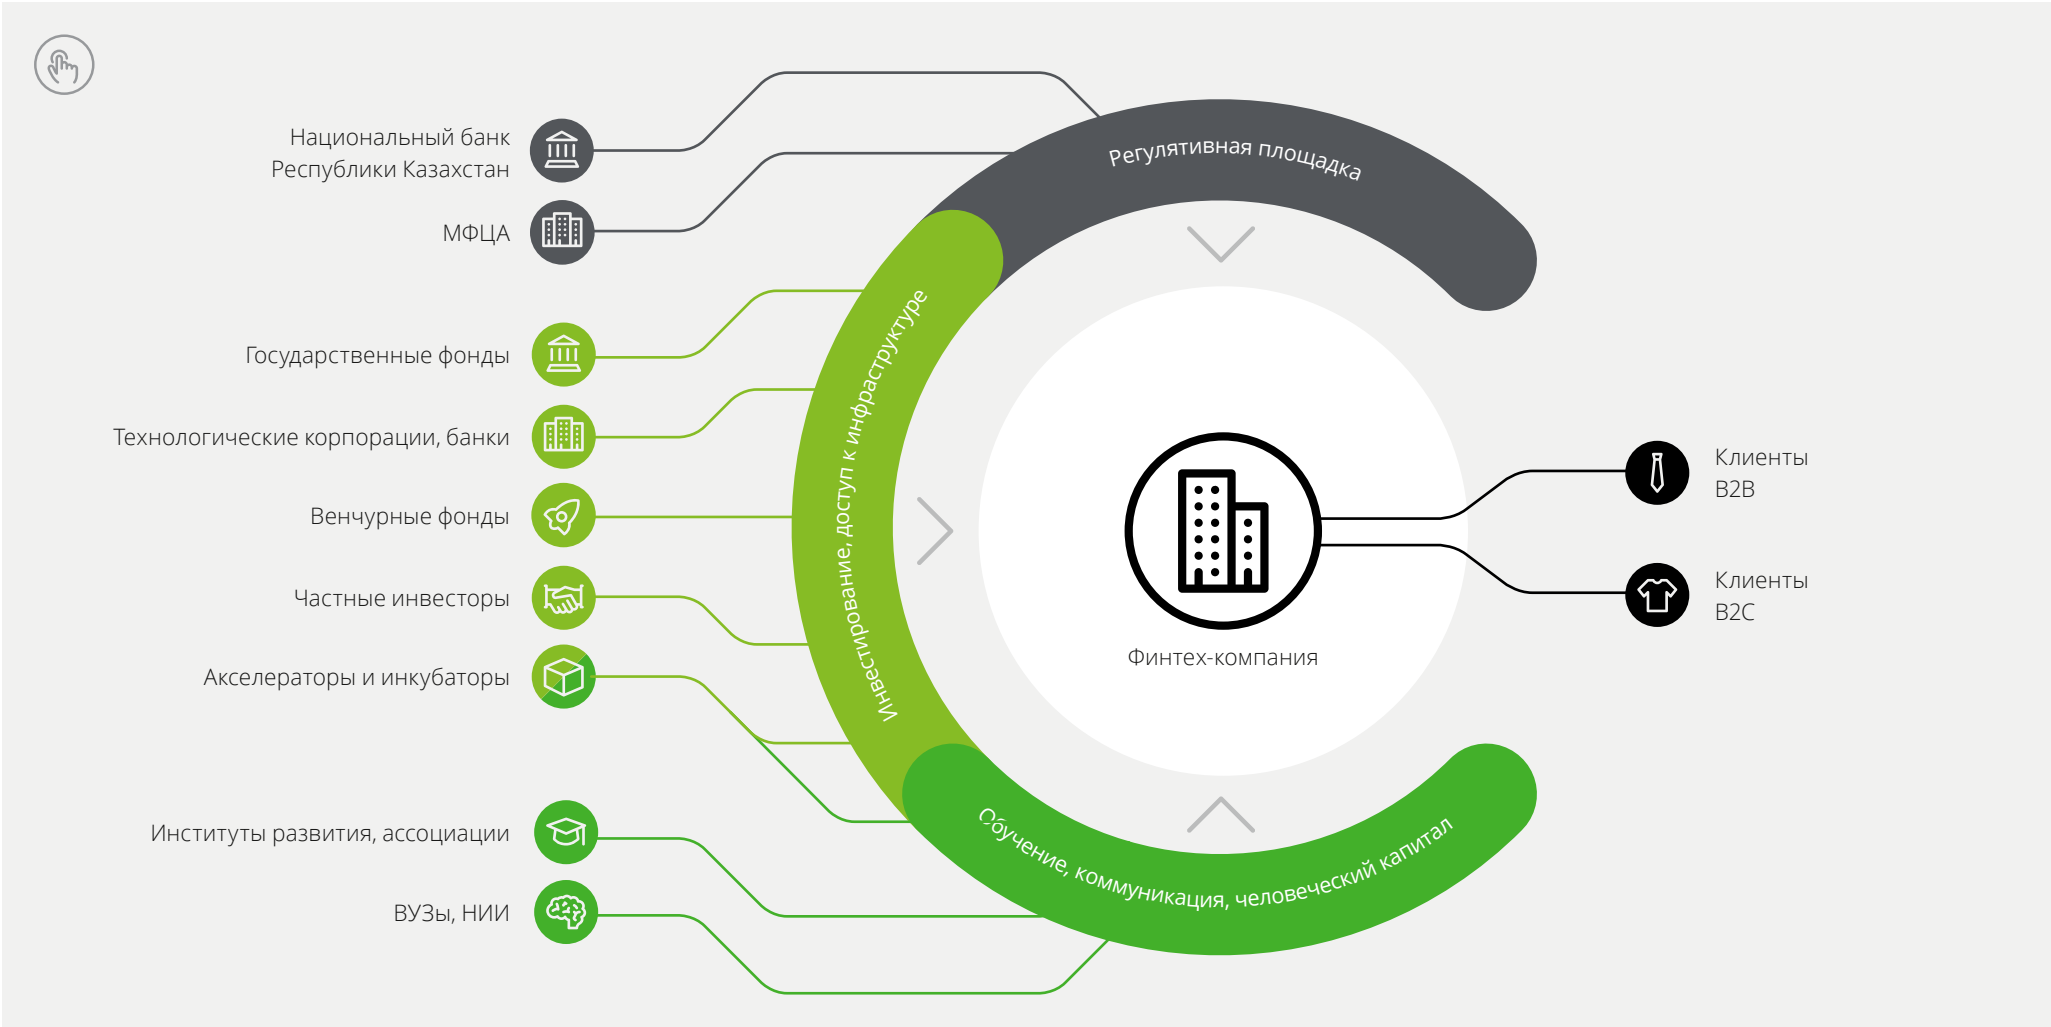 Национальный банк
Республики Казахстан
МФЦА
Государственные фонды
Технологические корпорации, банки
Венчурные фонды
Частные инвесторы
Акселераторы и инкубаторы
Институты развития, ассоциации
ВУЗы, НИИ
Регулятивная площадка
Инвестирование, доступ к инфраструктуре
Обучение, коммуникация, человеческий капитал
Финтех-компания
Клиенты
B2B
Клиенты
B2C